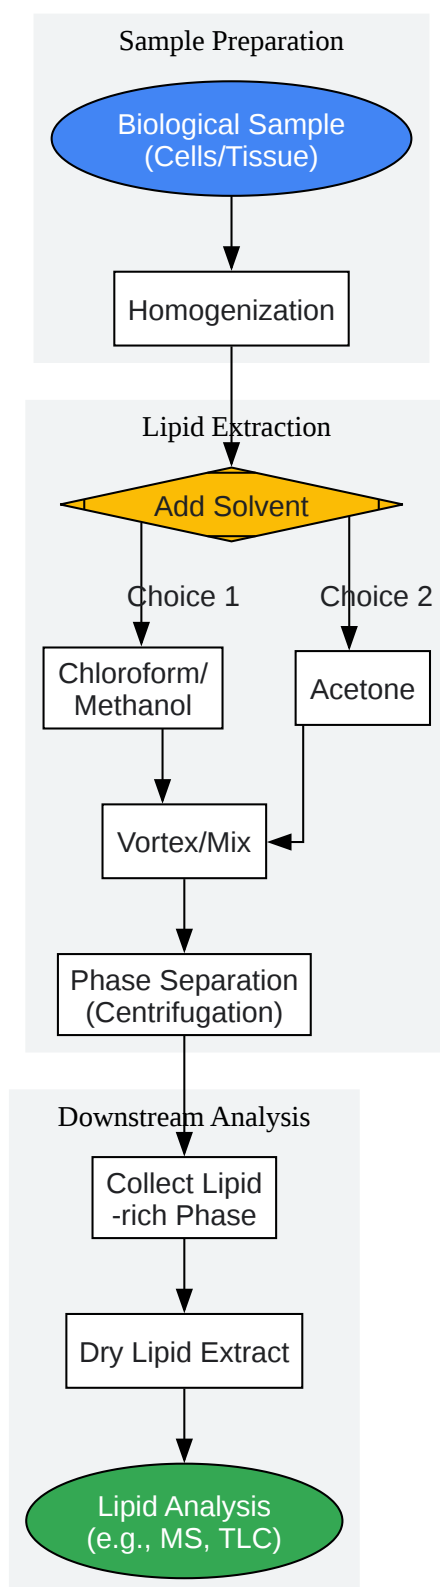 Sample Preparation
Biological Sample
(Cells/Tissue)
Homogenization
Lipid Extraction
Add Solvent
Choice 1
Choice 2
Chloroform/
Methanol
Acetone
Vortex/Mix
Phase Separation
(Centrifugation)
Downstream Analysis
Collect Lipid
-rich Phase
Dry Lipid Extract
Lipid Analysis
(e.g., MS, TLC)